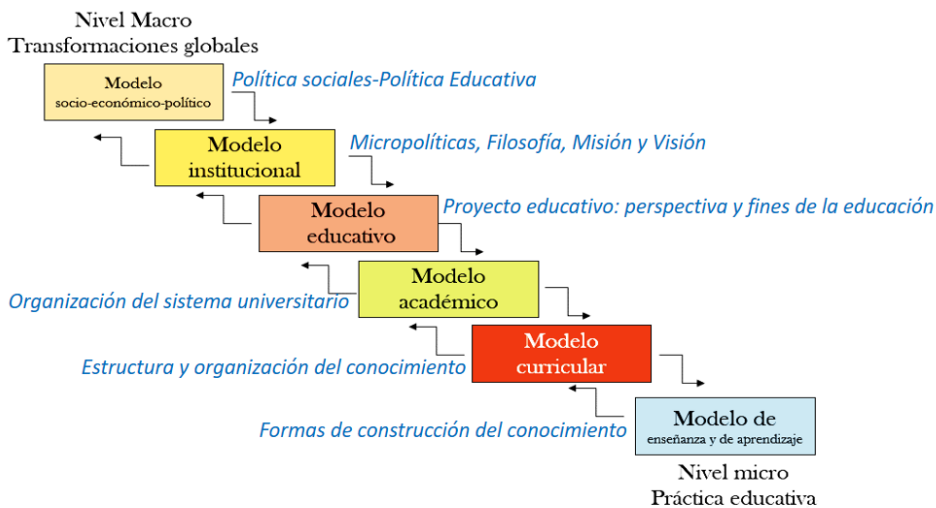 Nivel Macro
Transformaciones globales
Modelo
socio-económico-político
Política sociales-Política Educativa
Modelo
institucional
Micropolíticas, Filosofía, Misión y Visión
Modelo
educativo
Proyecto educativo: perspectiva y fines de la educación
Modelo
académico
Organización del sistema universitario
Modelo
curricular
Estructura y organización del conocimiento
Modelo de
enseñanza y de aprendizaje
Formas de construcción del conocimiento
Nivel micro
Práctica educativa